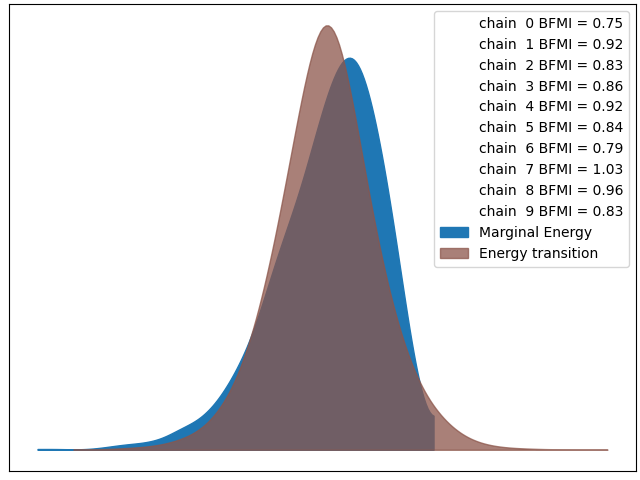 chain  0 BFMI = 0.75
chain  1 BFMI = 0.92
chain  2 BFMI = 0.83
chain  3 BFMI = 0.86
chain  4 BFMI = 0.92
chain  5 BFMI = 0.84
chain  6 BFMI = 0.79
chain  7 BFMI = 1.03
chain  8 BFMI = 0.96
chain  9 BFMI = 0.83
Marginal Energy
Energy transition